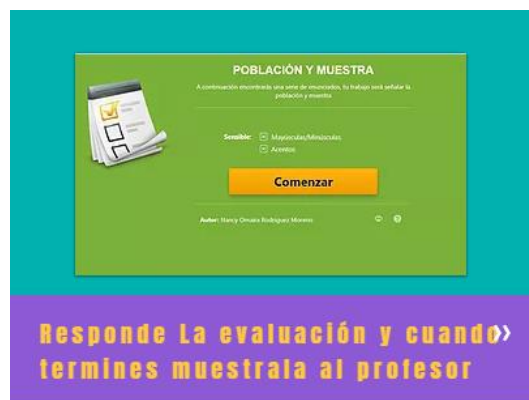 POBLACIÓN Y MUESTRA
A continuación encontrarás una serie de enunciados, tu trabajo será señalar la
población y muestra
Sensible: Mayúsculas/Minúsculas
Acentos
Comenzar
Autor: Nancy Omaira Rodriguez Moreno
Responde La evaluación y cuando
termines muestrala al profesor